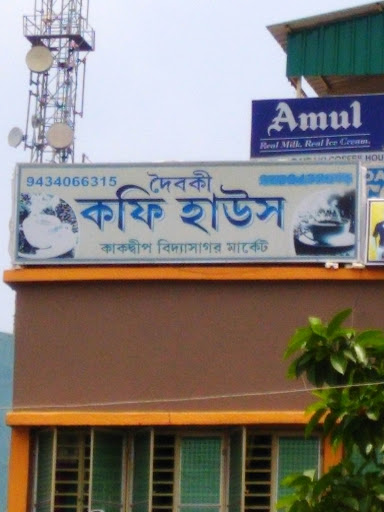 Amul
Real Milk. Real Ice Cream.
9434066315 দৈবকী
কফি হাউস
কাকদ্বীপ বিদ্যাসাগর মার্কেট